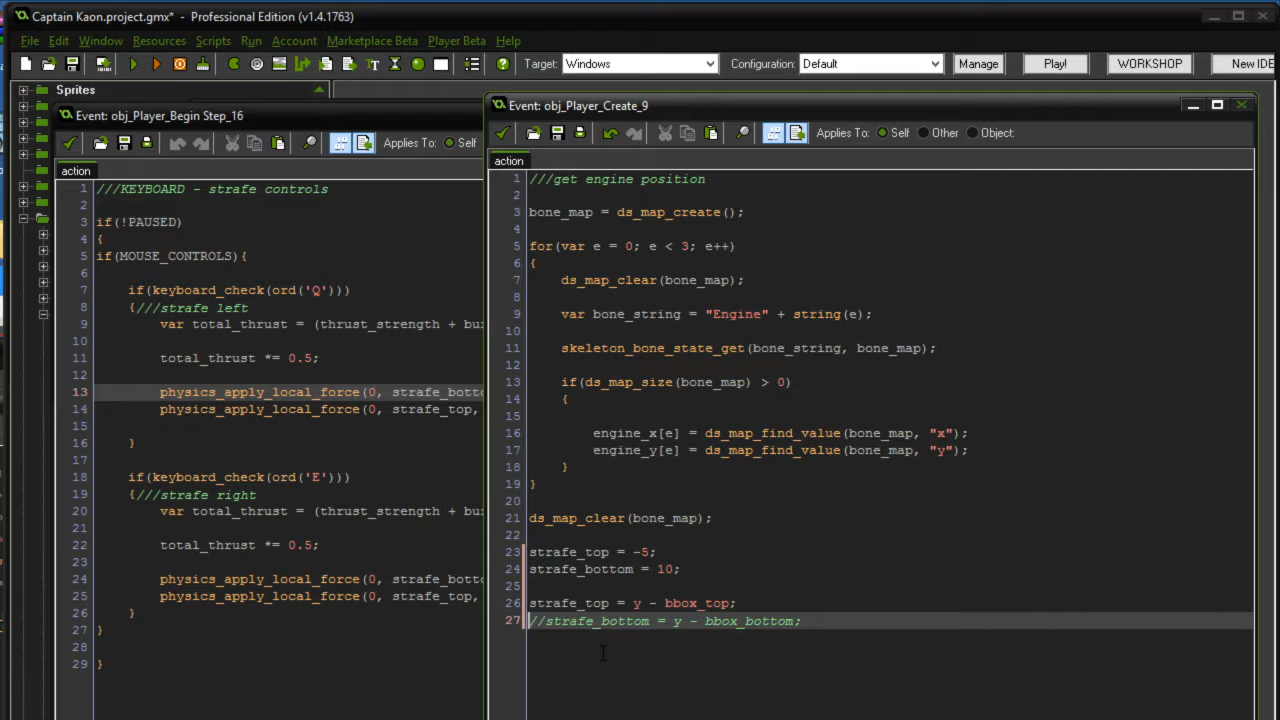 Captain Kaon.project.gmx* - Professional Edition (v1.4.1763)
File Edit Window Resources Scripts Run Account Marketplace Beta Player Beta Help
Target: Windows Configuration: Default Manage Play! WORKSHOP New IDE
Sprites
Event: obj_Player_Begin Step_16
Applies To: Self
action
1 ///KEYBOARD - strafe controls
2
3 if(!PAUSED)
4 {
5 if(MOUSE_CONTROLS){
6
7 if(keyboard_check(ord('Q')))
8 {///strafe left
9 var total_thrust = (thrust_strength + bu
10
11 total_thrust *= 0.5;
12
13 physics_apply_local_force(0, strafe_botto
14 physics_apply_local_force(0, strafe_top,
15
16 }
17
18 if(keyboard_check(ord('E')))
19 {///strafe right
20 var total_thrust = (thrust_strength + bu
21
22 total_thrust *= 0.5;
23
24 physics_apply_local_force(0, strafe_botto
25 physics_apply_local_force(0, strafe_top,
26 }
27 }
28
29 }
Event: obj_Player_Create_9
Applies To: Self Other Object:
action
1 ///get engine position
2
3 bone_map = ds_map_create();
4
5 for(var e = 0; e < 3; e++)
6 {
7 ds_map_clear(bone_map);
8
9 var bone_string = "Engine" + string(e);
10
11 skeleton_bone_state_get(bone_string, bone_map);
12
13 if(ds_map_size(bone_map) > 0)
14 {
15
16 engine_x[e] = ds_map_find_value(bone_map, "x");
17 engine_y[e] = ds_map_find_value(bone_map, "y");
18 }
19 }
20
21 ds_map_clear(bone_map);
22
23 strafe_top = -5;
24 strafe_bottom = 10;
25
26 strafe_top = y - bbox_top;
27 //strafe_bottom = y - bbox_bottom;